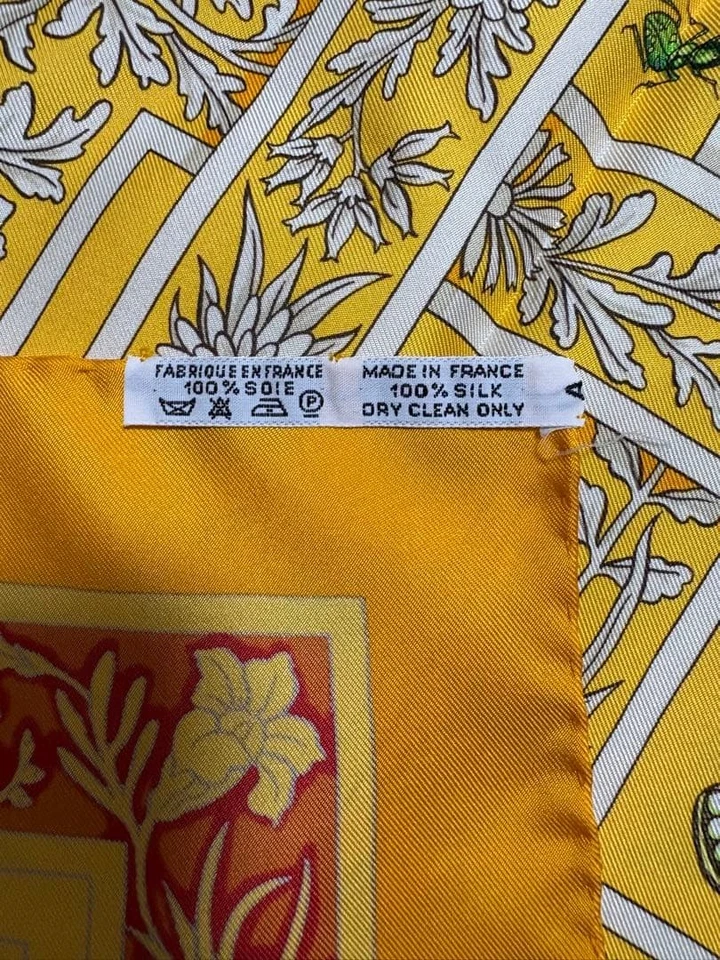 FABRIQUE EN FRANCE
100% SOIE
P
MADE IN FRANCE
100% SILK
DRY CLEAN ONLY
A